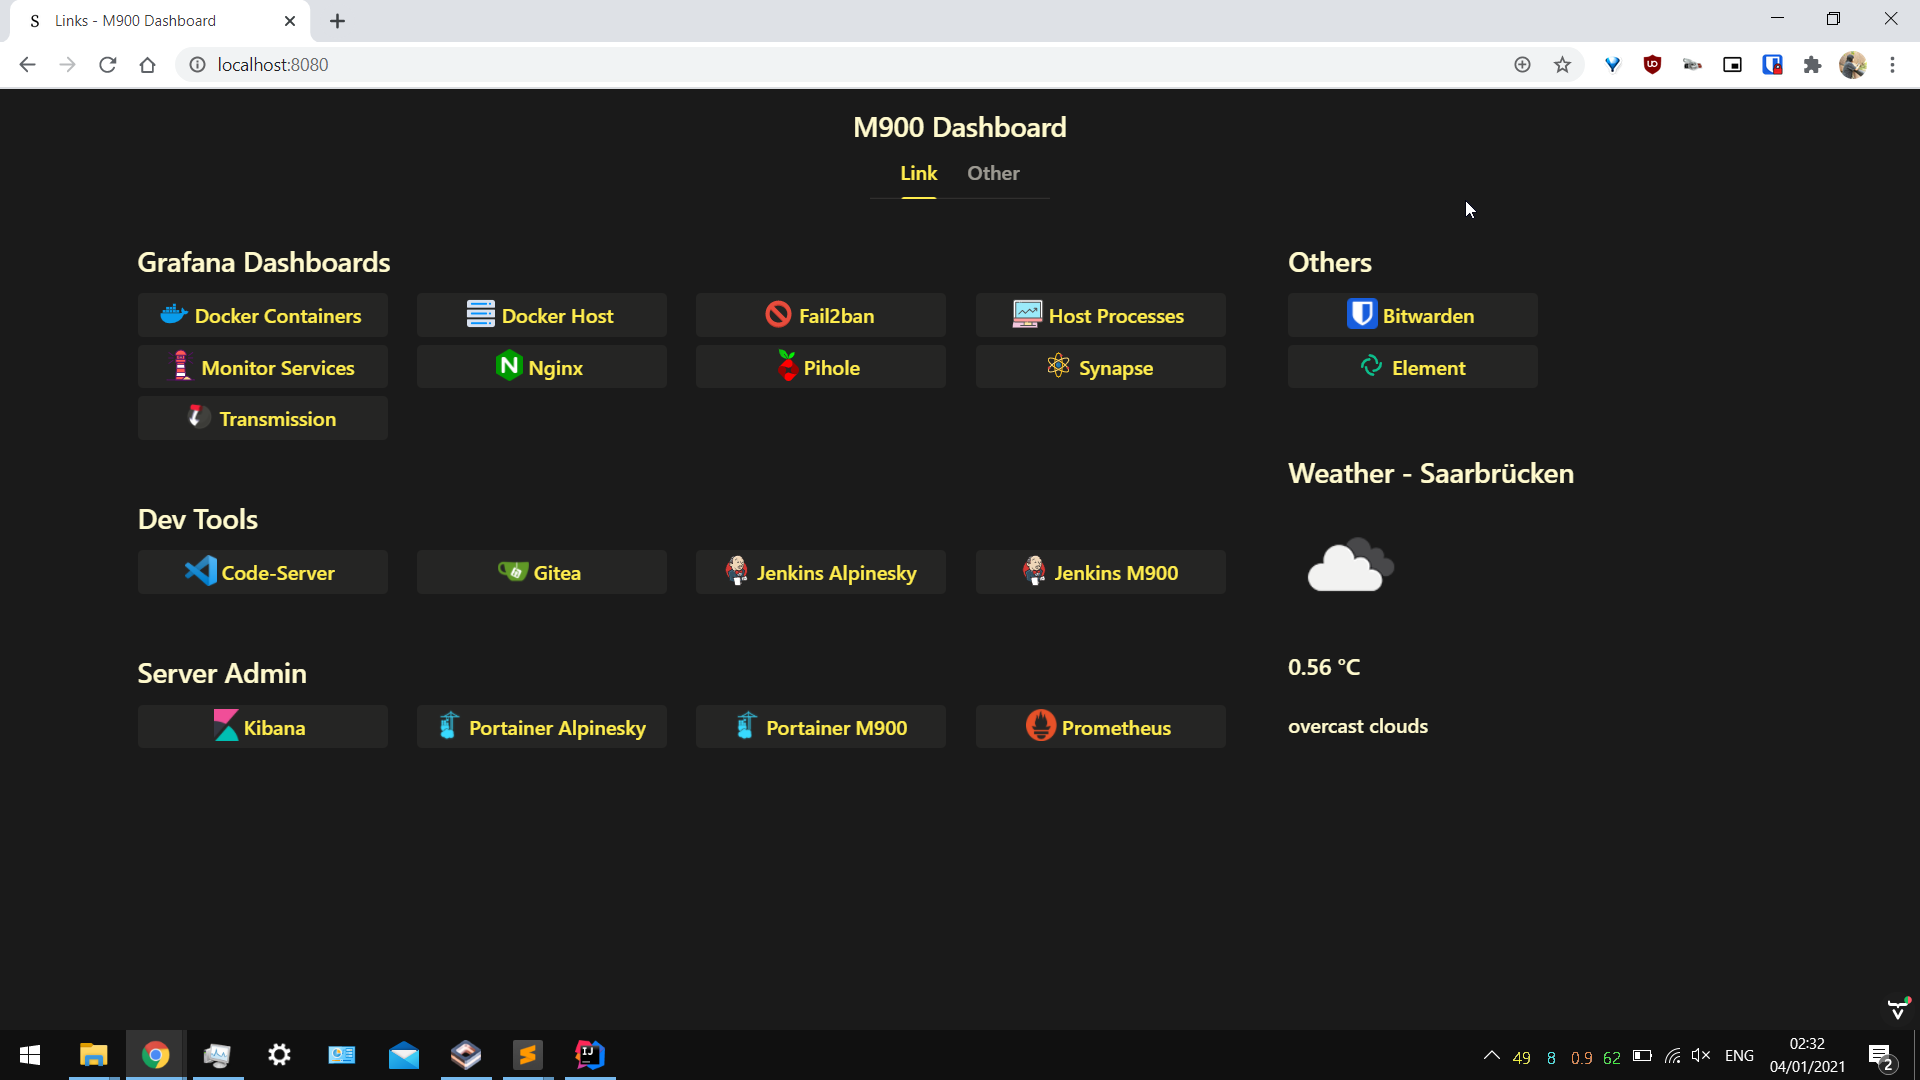 S Links - M900 Dashboard
localhost:8080
M900 Dashboard
Link Other
Grafana Dashboards
Docker Containers
Docker Host
Fail2ban
Host Processes
Monitor Services
Nginx
Pihole
Synapse
Transmission
Others
Bitwarden
Element
Weather - Saarbrücken
0.56 °C
overcast clouds
Dev Tools
Code-Server
Gitea
Jenkins Alpinesky
Jenkins M900
Server Admin
Kibana
Portainer Alpinesky
Portainer M900
Prometheus
49 8 0.9 62 ENG
02:32
04/01/2021
2